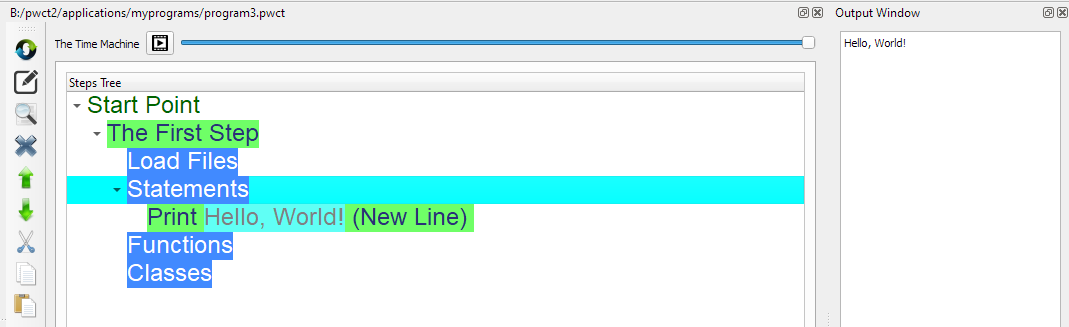 B:/pwct2/applications/myprograms/program3.pwct
Output Window
The Time Machine
Hello, World!
Steps Tree
Start Point
The First Step
Load Files
Statements
Print Hello, World! (New Line)
Functions
Classes